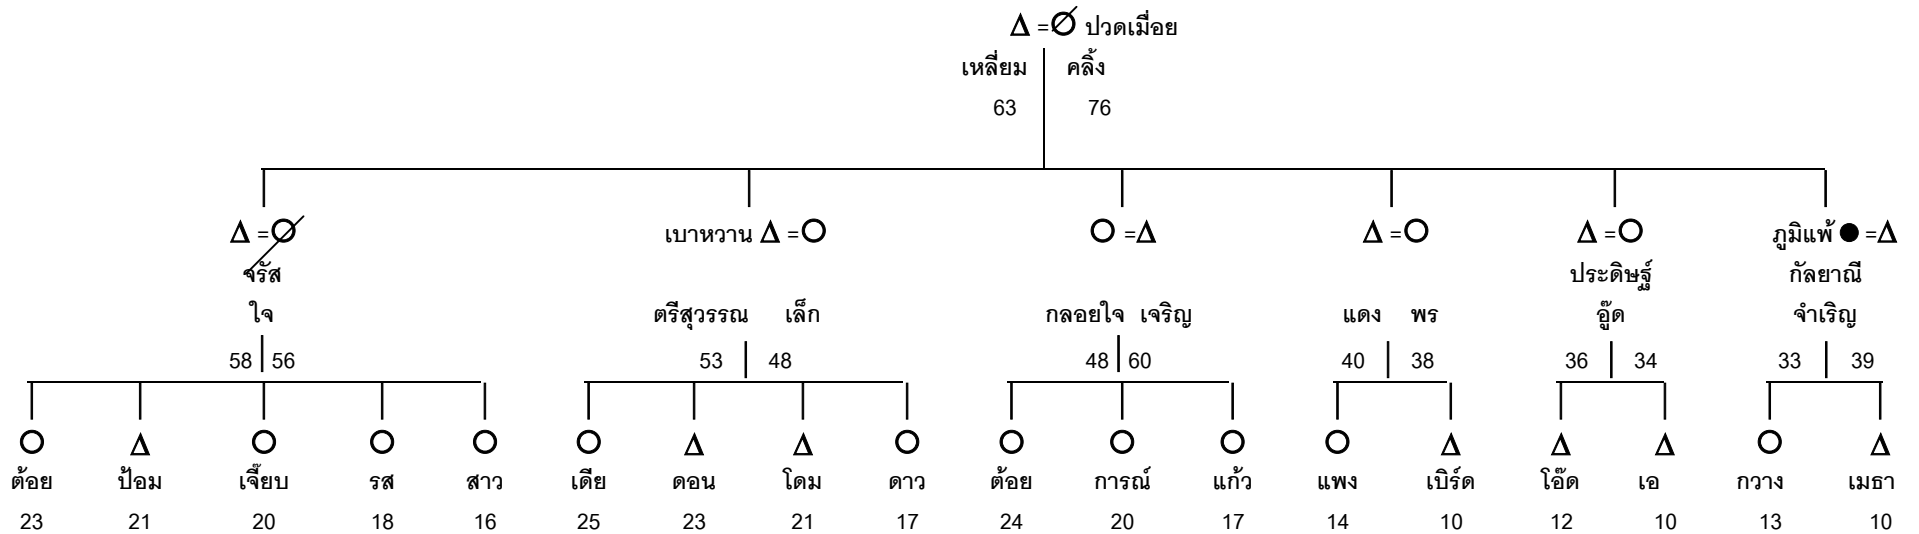 Δ = O ปวดเมื่อย
เหลี่ยม คลิ้ง
63 76
Δ = O เบาหวาน Δ = O O = Δ Δ = O Δ = O ภูมิแพ้ ● = Δ
จรัส ประดิษฐ์ กัลยาณี
ใจ ตรีสุวรรณ เล็ก กลอยใจ เจริญ แดง พร อู๊ด จำเริญ
58 56 53 48 48 60 40 38 36 34 33 39
O Δ O O O O Δ Δ O O O O O Δ Δ Δ O Δ
ต้อย ป้อม เจี๊ยบ รส สาว เดีย ดอน โดม ดาว ต้อย การณ์ แก้ว แพง เบิร์ด โอ๊ด เอ กวาง เมธา
23 21 20 18 16 25 23 21 17 24 20 17 14 10 12 10 13 10